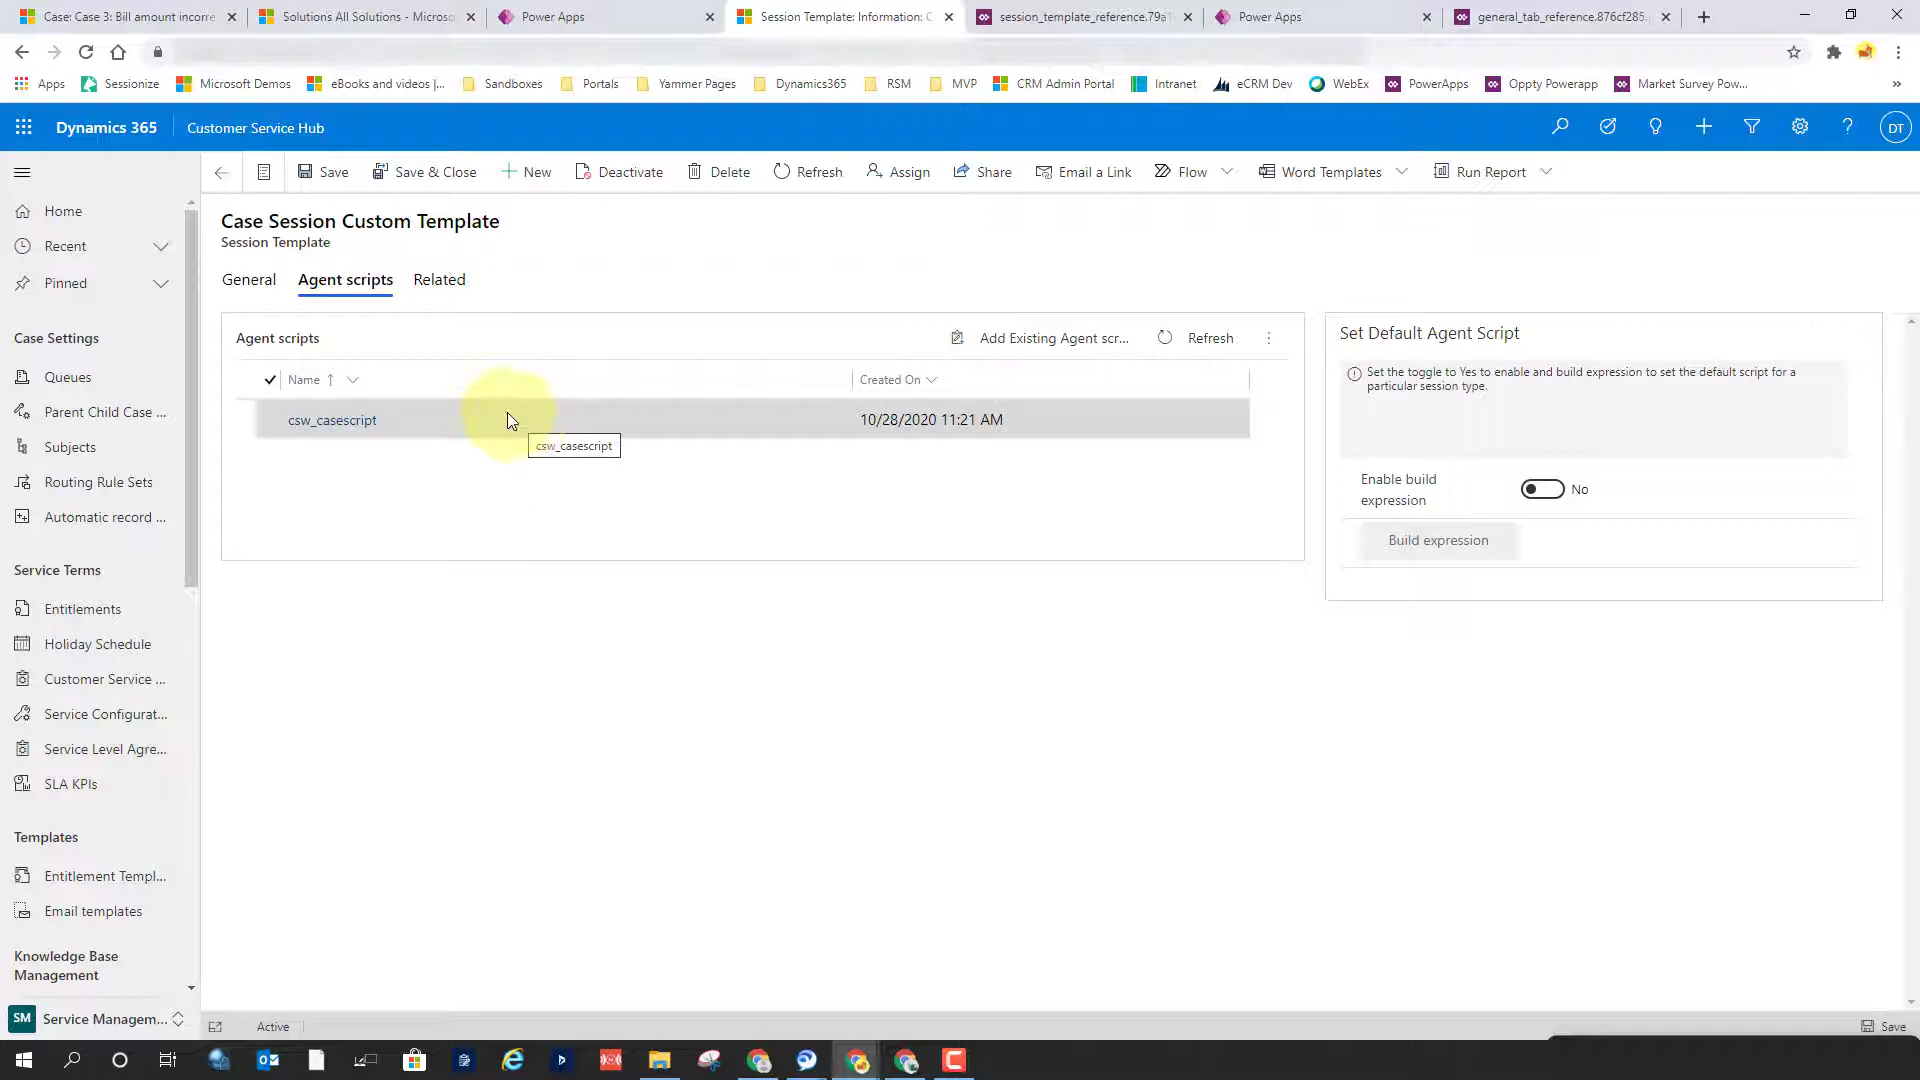 Case: Case 3: Bill amount incorre
Solutions All Solutions - Microso
Power Apps
Session Template: Information: C
session_template_reference.79a1
Power Apps
general_tab_reference.876cf285.
Apps
Sessionize
Microsoft Demos
eBooks and videos |...
Sandboxes
Portals
Yammer Pages
Dynamics365
RSM
MVP
CRM Admin Portal
Intranet
eCRM Dev
WebEx
PowerApps
Oppty Powerapp
Market Survey Pow...
»
Dynamics 365
Customer Service Hub
DT
Save
Save & Close
New
Deactivate
Delete
Refresh
Assign
Share
Email a Link
Flow
Word Templates
Run Report
Home
Recent
Pinned
Case Settings
Queues
Parent Child Case ...
Subjects
Routing Rule Sets
Automatic record ...
Service Terms
Entitlements
Holiday Schedule
Customer Service ...
Service Configurat...
Service Level Agre...
SLA KPIs
Templates
Entitlement Templ...
Email templates
Knowledge Base
Management
SM
Service Managem...
Case Session Custom Template
Session Template
General
Agent scripts
Related
Agent scripts
Add Existing Agent scr...
Refresh
Name ↑
Created On
csw_casescript
10/28/2020 11:21 AM
csw_casescript
Set Default Agent Script
Set the toggle to Yes to enable and build expression to set the default script for a
particular session type.
Enable build
expression
No
Build expression
Active
Save